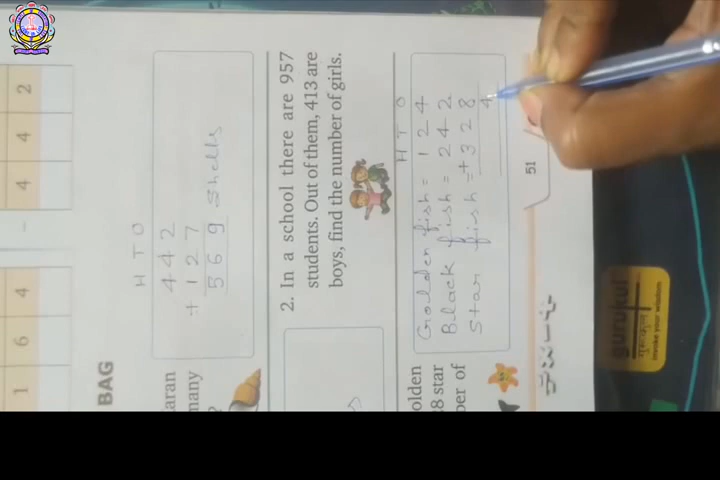 1 6 4
4 4 2
BAG
aran
many
?
H T O
4 4 2
+ 1 2 7
5 6 9 Shells
2. In a school there are 957
students. Out of them, 413 are
boys, find the number of girls.
olden
8 star
ber of
H T O
Golden fish = 1 2 4
Black fish = 2 4 2
Star fish = + 3 2 8
4
51
gurukul
गुरुकुल
invoke your wisdom